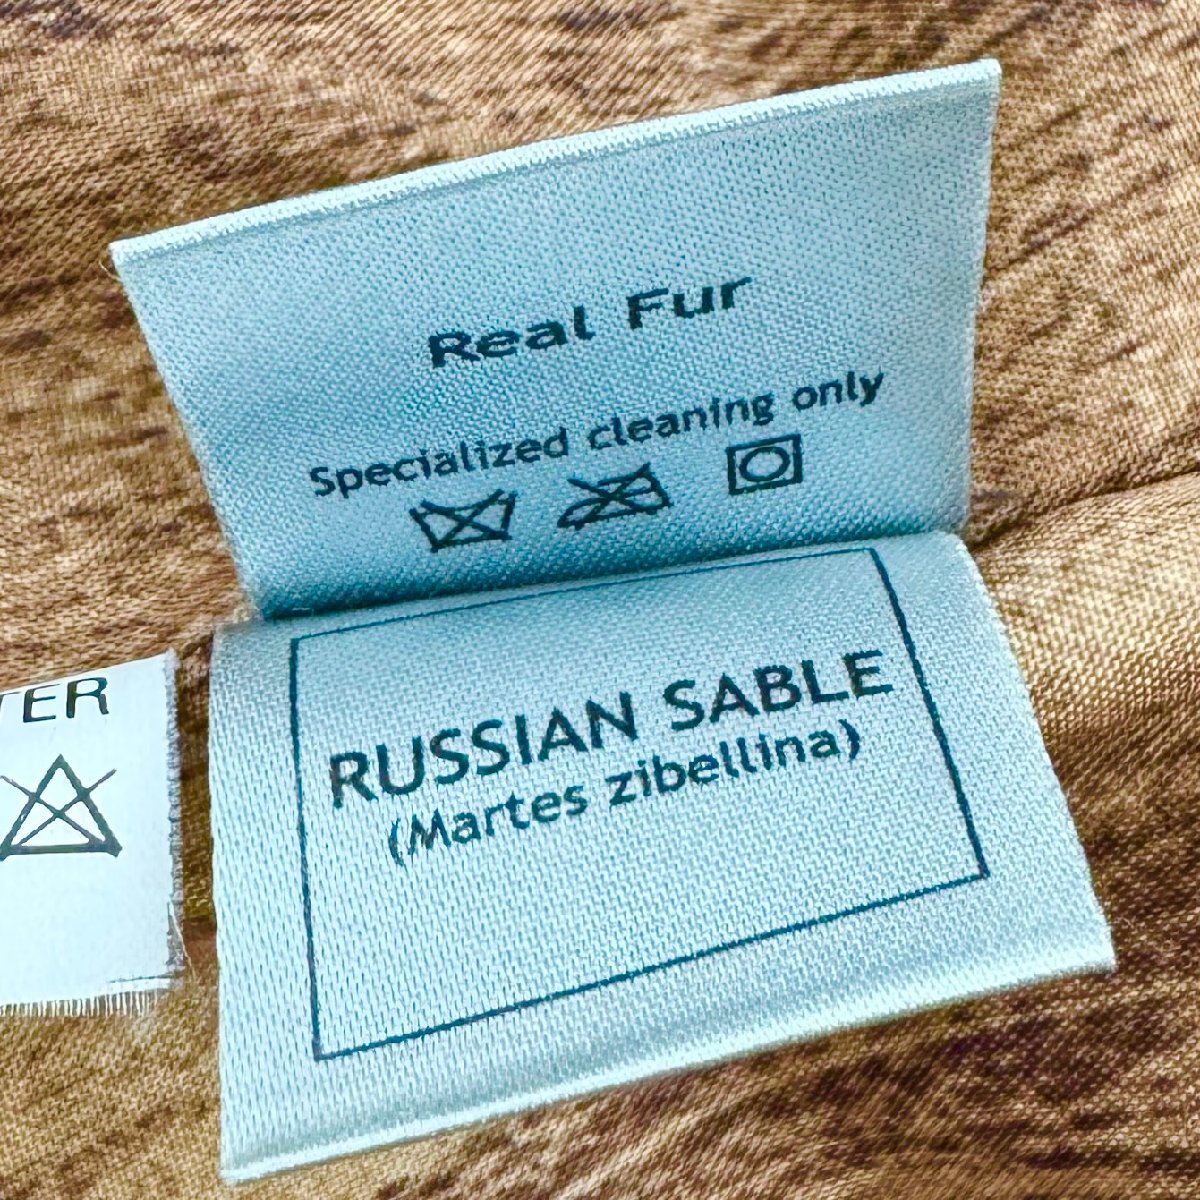 Real Fur
Specialized cleaning only
RUSSIAN SABLE
(Martes zibellina)
TER